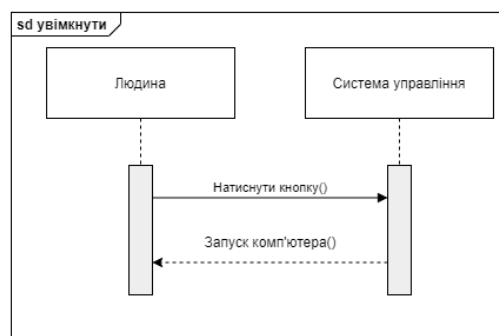 sd увімкнути
Людина
Система управління
Натиснути кнопку()
Запуск комп'ютера()